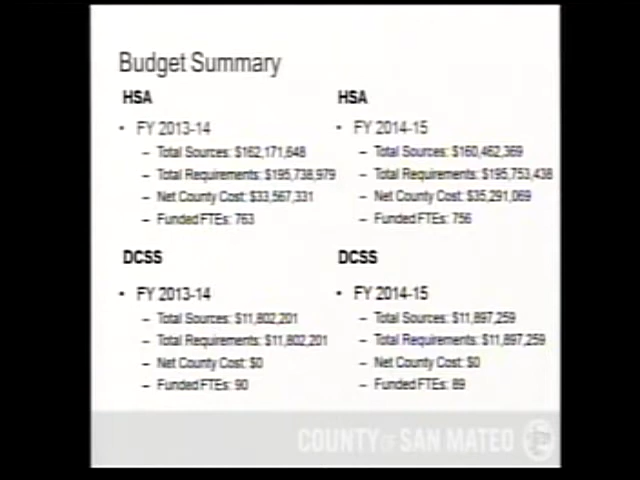 Budget Summary
HSA
• FY 2013-14
– Total Sources: $162,171,648
– Total Requirements: $195,738,979
– Net County Cost: $33,567,331
– Funded FTEs: 763
HSA
• FY 2014-15
– Total Sources: $160,462,369
– Total Requirements: $195,753,438
– Net County Cost: $35,291,069
– Funded FTEs: 756
DCSS
• FY 2013-14
– Total Sources: $11,802,201
– Total Requirements: $11,802,201
– Net County Cost: $0
– Funded FTEs: 90
DCSS
• FY 2014-15
– Total Sources: $11,897,259
– Total Requirements: $11,897,259
– Net County Cost: $0
– Funded FTEs: 89
COUNTY OF SAN MATEO